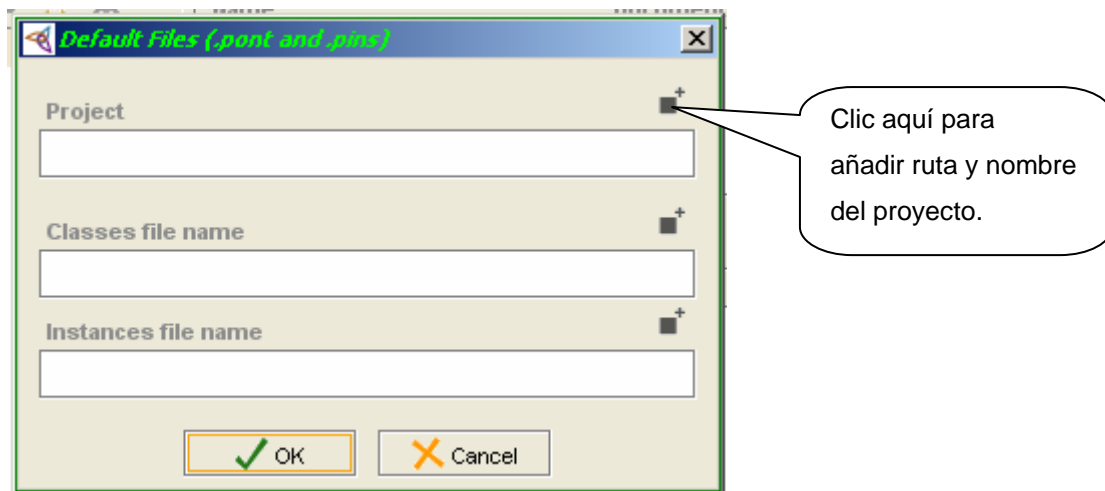 name
Default Files (.pont and .pins)
Project
Clic aquí para
añadir ruta y nombre
del proyecto.
Classes file name
Instances file name
OK
Cancel